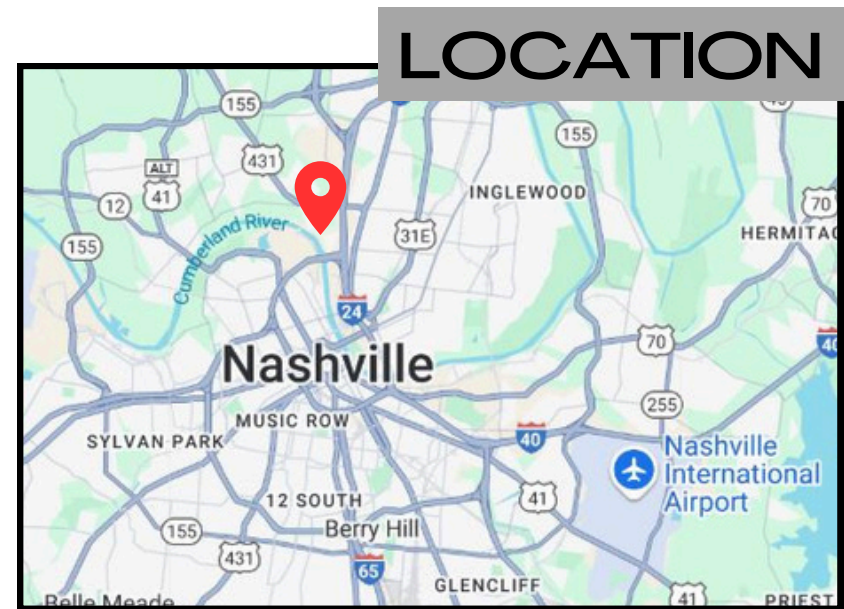 LOCATION
155
431
155
ALT
41
12
INGLEWOOD
70
Cumberland River
31E
HERMITAG
155
24
70
40
Nashville
255
MUSIC ROW
SYLVAN PARK
40
Nashville
International
Airport
41
12 SOUTH
155
Berry Hill
431
65
GLENCLIFF
41
Belle Meade
PRIEST